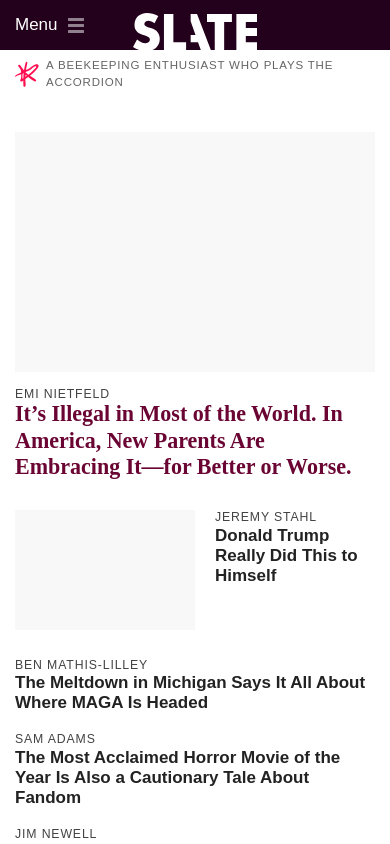 Menu
SLATE
A BEEKEEPING ENTHUSIAST WHO PLAYS THE
ACCORDION
EMI NIETFELD
It’s Illegal in Most of the World. In
America, New Parents Are
Embracing It—for Better or Worse.
JEREMY STAHL
Donald Trump
Really Did This to
Himself
BEN MATHIS-LILLEY
The Meltdown in Michigan Says It All About
Where MAGA Is Headed
SAM ADAMS
The Most Acclaimed Horror Movie of the
Year Is Also a Cautionary Tale About
Fandom
JIM NEWELL